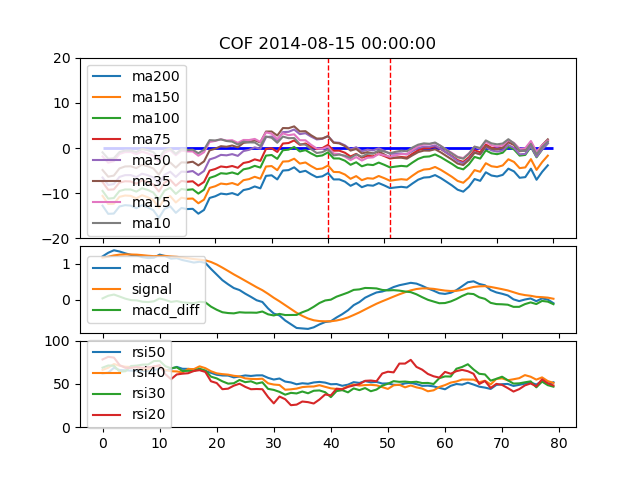 COF 2014-08-15 00:00:00
20
10
0
−10
−20
ma200
ma150
ma100
ma75
ma50
ma35
ma15
ma10
1
0
macd
signal
macd_diff
100
50
0
rsi50
rsi40
rsi30
rsi20
0 10 20 30 40 50 60 70 80